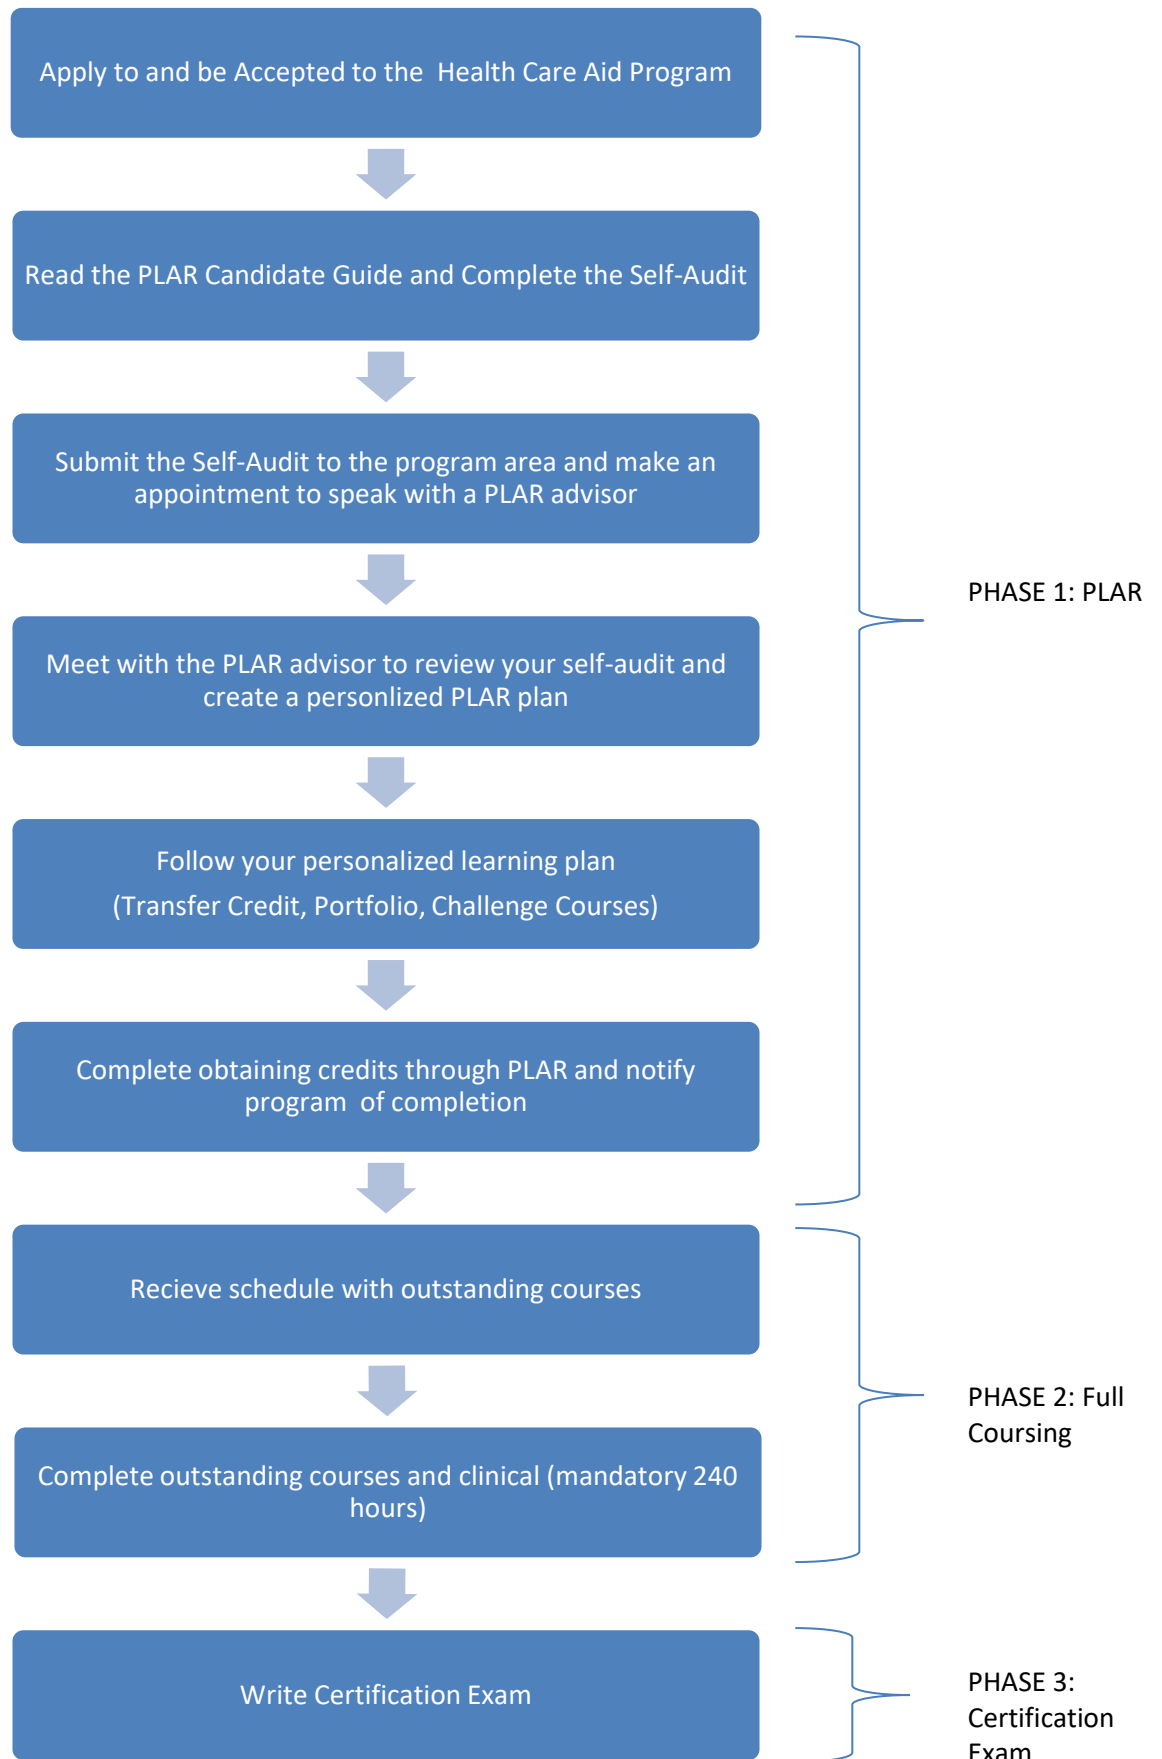 Apply to and be Accepted to the  Health Care Aid Program
Read the PLAR Candidate Guide and Complete the Self-Audit
Submit the Self-Audit to the program area and make an
appointment to speak with a PLAR advisor
Meet with the PLAR advisor to review your self-audit and
create a personlized PLAR plan
Follow your personalized learning plan
(Transfer Credit, Portfolio, Challenge Courses)
Complete obtaining credits through PLAR and notify
program  of completion
PHASE 1: PLAR
Recieve schedule with outstanding courses
Complete outstanding courses and clinical (mandatory 240
hours)
PHASE 2: Full
Coursing
Write Certification Exam
PHASE 3:
Certification
Exam